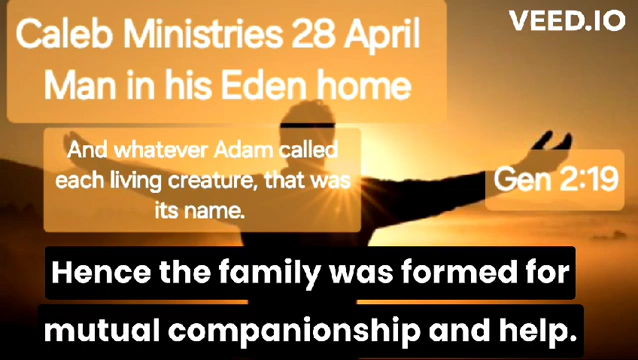 Caleb Ministries 28 April
Man in his Eden home
VEED.IO
And whatever Adam called
each living creature, that was
its name.
Gen 2:19
Hence the family was formed for
mutual companionship and help.